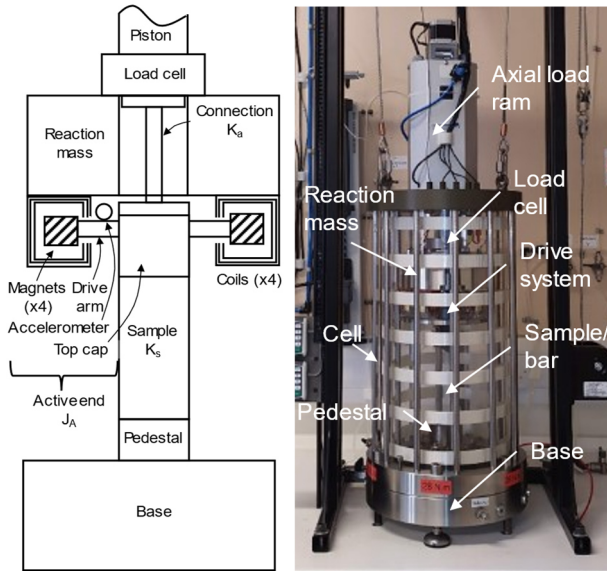 Piston
Load cell
Connection
Ka
Reaction
mass
Magnets
(x4)
Drive
arm
Coils (x4)
Accelerometer
Top cap
Sample
Ks
Active end
JA
Pedestal
Base
Axial load
ram
Reaction
mass
Load
cell
Drive
system
Cell
Sample/
bar
Pedestal
Base